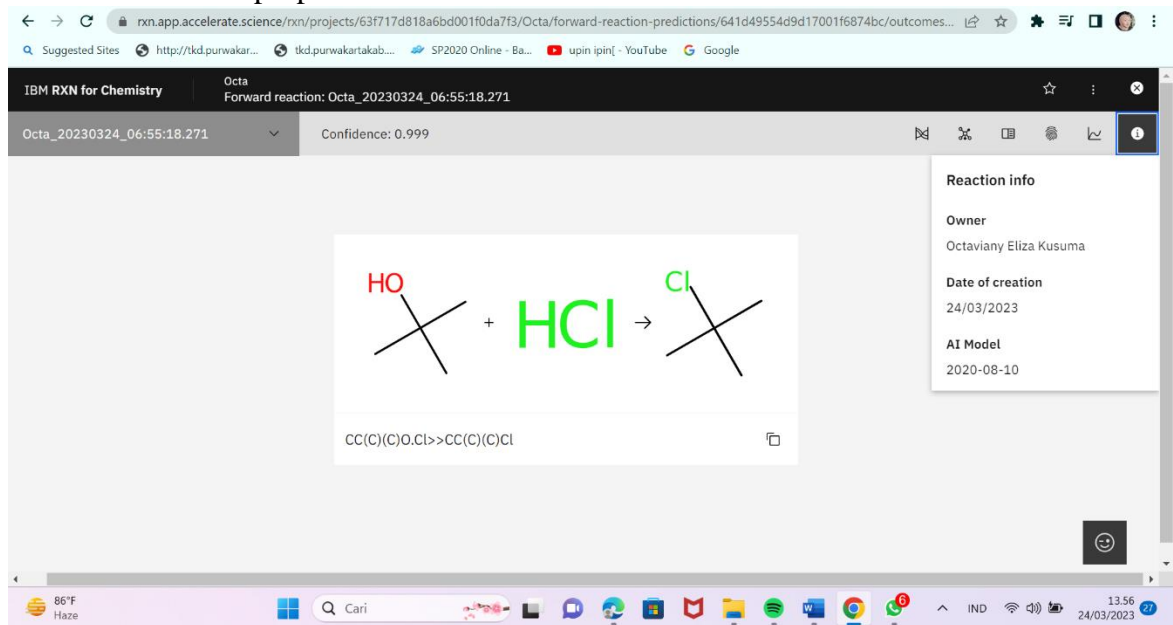 rxn.app.accelerate.science/rxn/projects/63f717d818a6bd001f0da7f3/Octa/forward-reaction-predictions/641d49554d9d17001f6874bc/outcomes...
Suggested Sites http://tkd.purwakar... tkd.purwakartakab.... SP2020 Online - Ba... upin ipin[ - YouTube Google
IBM RXN for Chemistry
Octa
Forward reaction: Octa_20230324_06:55:18.271
Octa_20230324_06:55:18.271 Confidence: 0.999
Reaction info
Owner
Octaviany Eliza Kusuma
Date of creation
24/03/2023
AI Model
2020-08-10
HO Cl
+ HCl →
CC(C)(C)O.Cl>>CC(C)(C)Cl
86°F
Haze
Cari
6
IND
13.56
24/03/2023
27